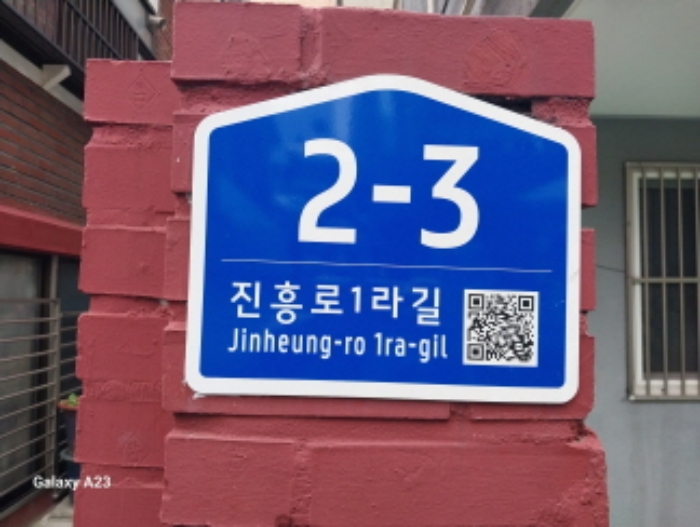 2-3
진흥로1라길
Jinheung-ro 1ra-gil
Galaxy A23